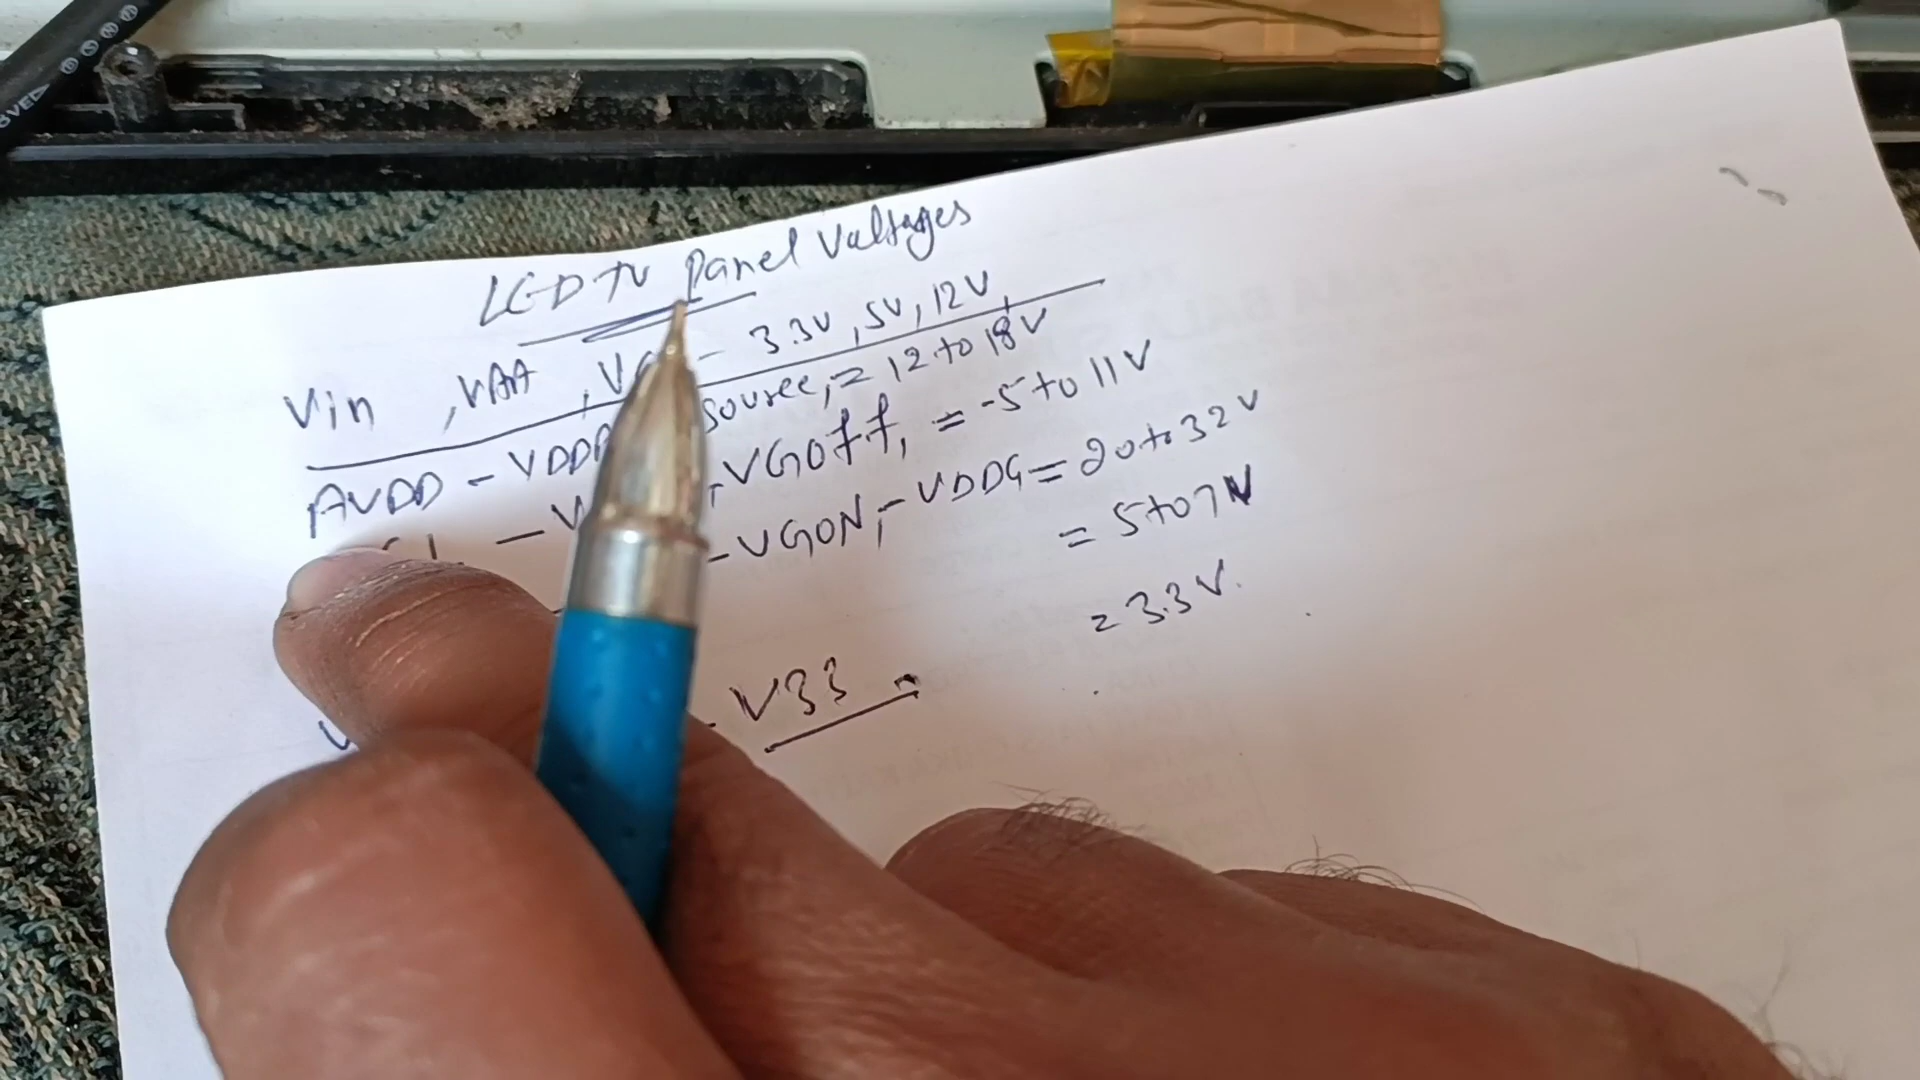 LCD TV Panel Voltages
Vin , VAA , - 3.3V , 5V , 12V,
AVDD - VDDA source, = 12 to 18V
- VGOff, = -5 to 11V
- VGON, - VDDG = 20 to 32V
= 5 to 7V
= 3.3V.
- V33